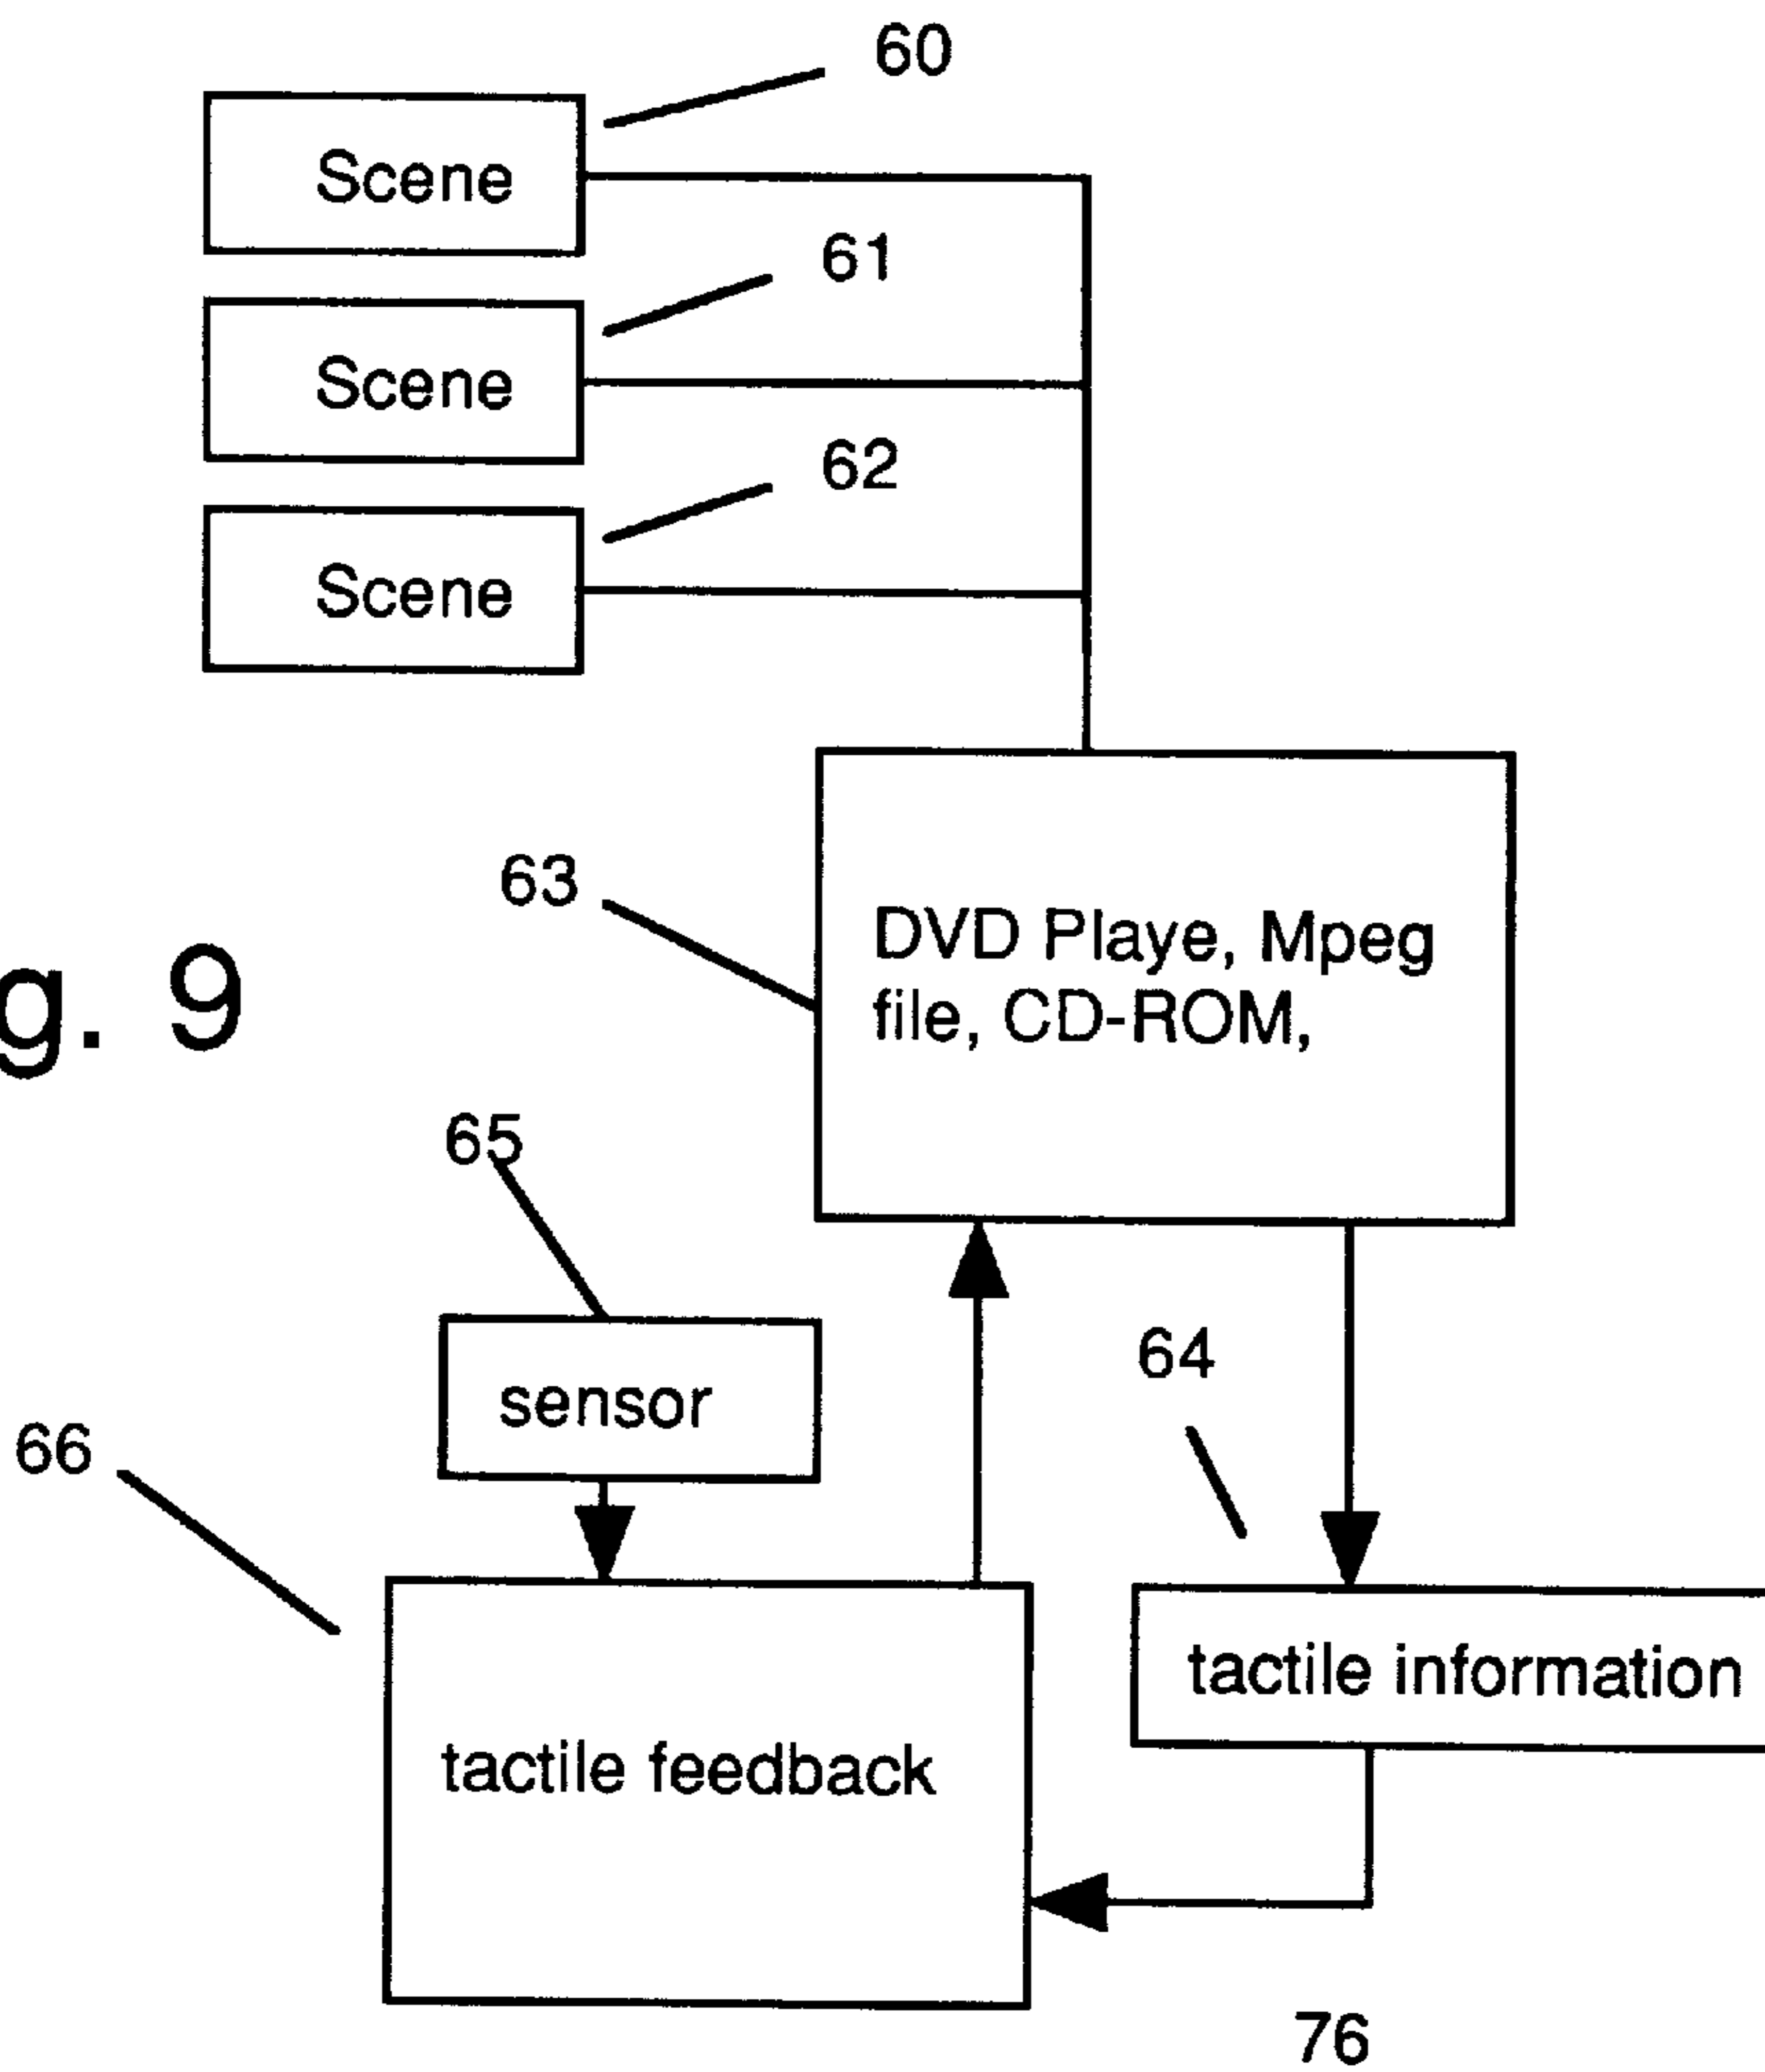 60
Scene
61
Scene
62
Scene
63
DVD Playe, Mpeg
file, CD-ROM,
g. 9
65
64
sensor
66
tactile information
tactile feedback
76